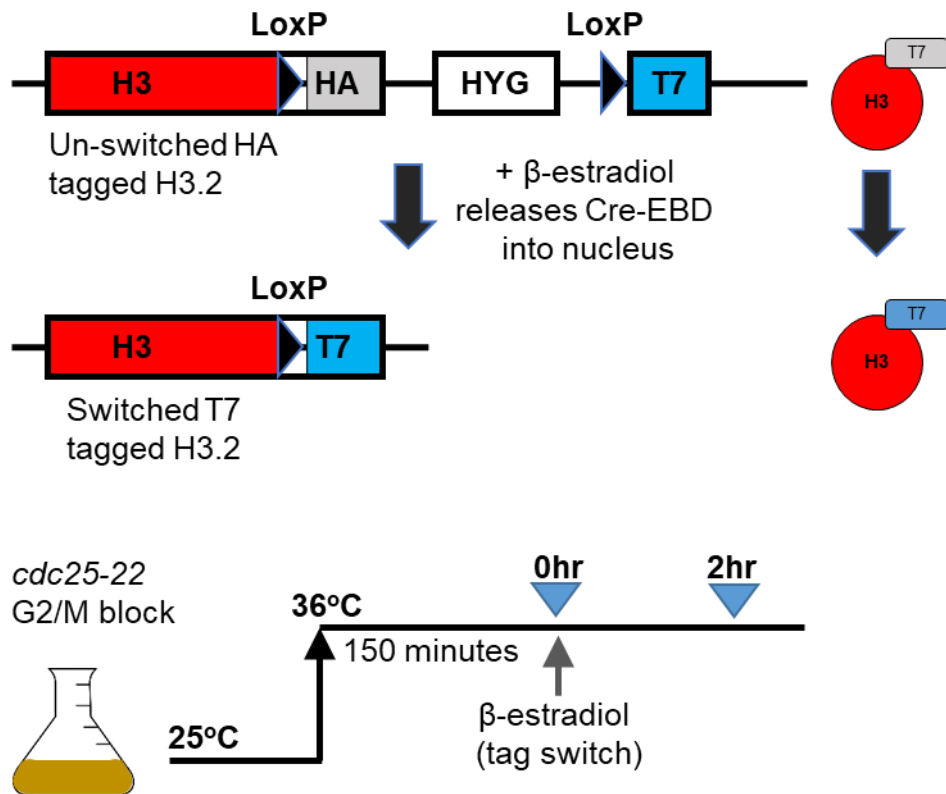 LoxP LoxP
H3 HA HYG T7
T7
H3
Un-switched HA
tagged H3.2
+ β-estradiol
releases Cre-EBD
into nucleus
LoxP
H3 T7
T7
H3
Switched T7
tagged H3.2
cdc25-22
G2/M block
25ºC
36ºC
150 minutes
0hr
2hr
β-estradiol
(tag switch)